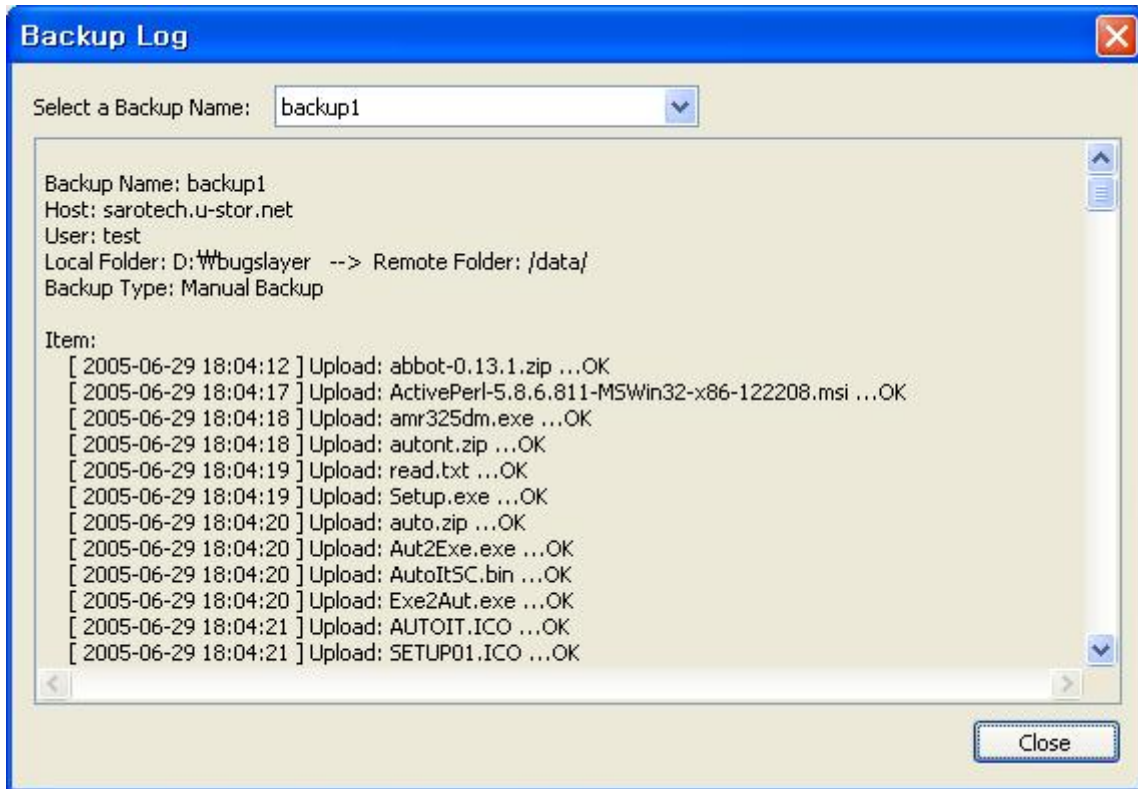 Backup Log
Select a Backup Name: backup1
Backup Name: backup1
Host: sarotech.u-stor.net
User: test
Local Folder: D:₩bugslayer --> Remote Folder: /data/
Backup Type: Manual Backup
Item:
[ 2005-06-29 18:04:12 ] Upload: abbot-0.13.1.zip ...OK
[ 2005-06-29 18:04:17 ] Upload: ActivePerl-5.8.6.811-MSWin32-x86-122208.msi ...OK
[ 2005-06-29 18:04:18 ] Upload: amr325dm.exe ...OK
[ 2005-06-29 18:04:18 ] Upload: autont.zip ...OK
[ 2005-06-29 18:04:19 ] Upload: read.txt ...OK
[ 2005-06-29 18:04:19 ] Upload: Setup.exe ...OK
[ 2005-06-29 18:04:20 ] Upload: auto.zip ...OK
[ 2005-06-29 18:04:20 ] Upload: Aut2Exe.exe ...OK
[ 2005-06-29 18:04:20 ] Upload: AutoItSC.bin ...OK
[ 2005-06-29 18:04:20 ] Upload: Exe2Aut.exe ...OK
[ 2005-06-29 18:04:21 ] Upload: AUTOIT.ICO ...OK
[ 2005-06-29 18:04:21 ] Upload: SETUP01.ICO ...OK
Close